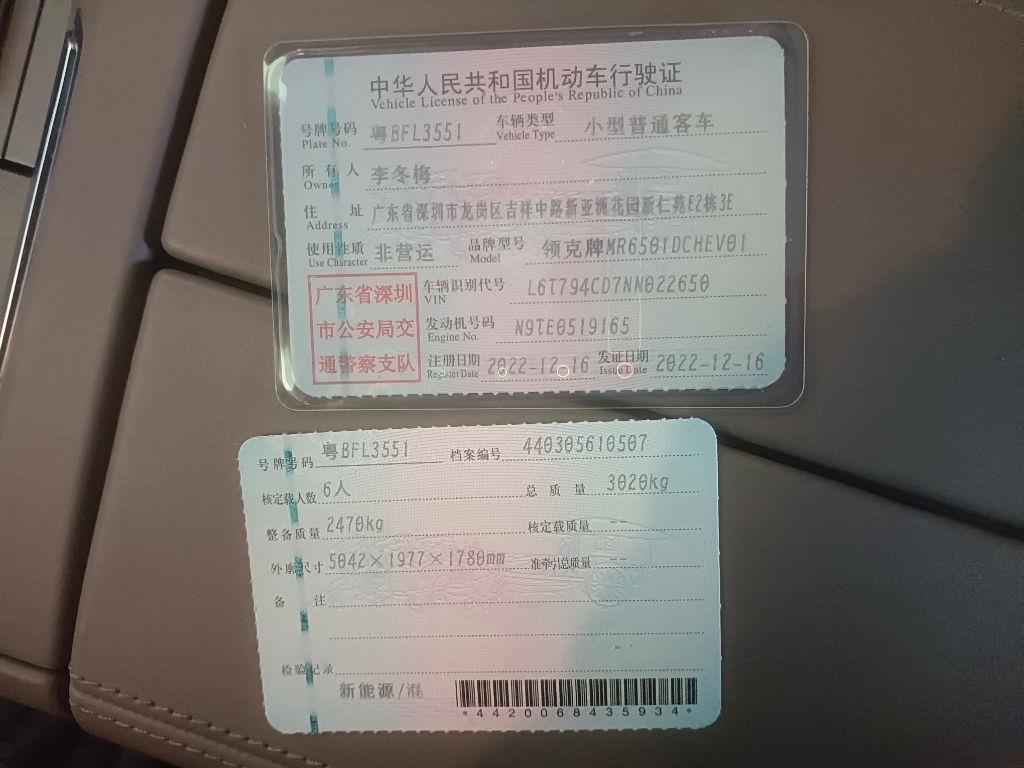 中华人民共和国机动车行驶证
Vehicle License of the People's Republic of China
号牌号码 粤BFL3551 车辆类型 小型普通客车
Plate No. Vehicle Type
所有人 李冬梅
Owner
住址 广东省深圳市龙岗区吉祥中路新亚洲花园新仁苑E2栋3E
Address
使用性质 非营运 品牌型号 领克牌MR6501DCHEV01
Use Character Model
广东省深圳
市公安局交
通警察支队
车辆识别代号 L6T794CD7NN022650
VIN
发动机号码 N9TE0519165
Engine No.
注册日期 2022-12-16 发证日期 2022-12-16
Register Date Issue Date
号牌号码 粤BFL3551 档案编号 440305610507
核定载人数 6人 总质量 3020kg
整备质量 2470kg 核定载质量 --
外廓尺寸 5042×1977×1780mm 准牵引总质量 --
备注
检验记录
新能源/混
*4420068435934*